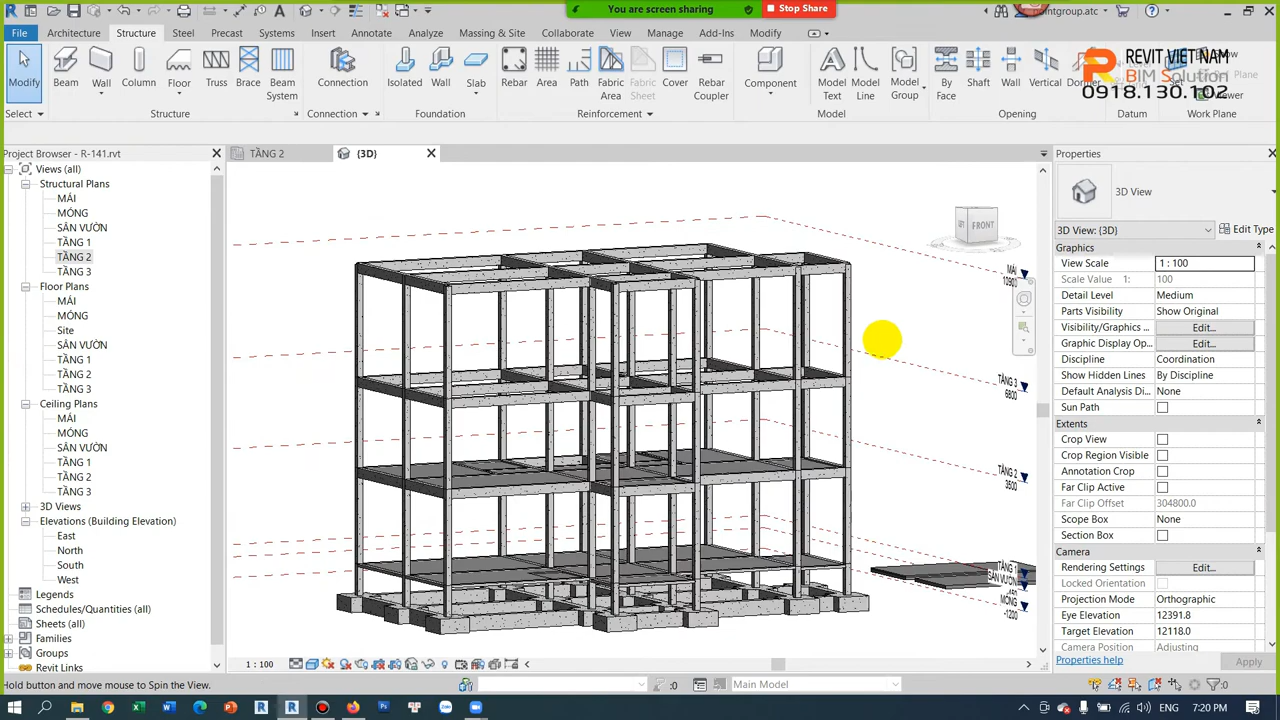 You are screen sharing
Stop Share
File
Architecture
Structure
Steel
Precast
Systems
Insert
Annotate
Analyze
Massing & Site
Collaborate
View
Manage
Add-Ins
Modify
Modify
Beam
Wall
Column
Floor
Truss
Brace
Beam
System
Connection
Isolated
Wall
Slab
Rebar
Area
Path
Fabric
Area
Fabric
Sheet
Cover
Rebar
Coupler
Component
Model
Text
Model
Line
Model
Group
By
Face
Shaft
Wall
Vertical
Dormer
REVIT VIETNAM
BIM Solution
0918.130.102
Select
Structure
Connection
Foundation
Reinforcement
Model
Opening
Datum
Work Plane
Project Browser - R-141.rvt
Views (all)
Structural Plans
MÁI
MÓNG
SÂN VƯỜN
TẦNG 1
TẦNG 2
TẦNG 3
Floor Plans
MÁI
MÓNG
Site
SÂN VƯỜN
TẦNG 1
TẦNG 2
TẦNG 3
Ceiling Plans
MÁI
MÓNG
SÂN VƯỜN
TẦNG 1
TẦNG 2
TẦNG 3
3D Views
Elevations (Building Elevation)
East
North
South
West
Legends
Schedules/Quantities (all)
Sheets (all)
Families
Groups
Revit Links
TẦNG 2
{3D}
FRONT
MÁI
10900
TẦNG 3
6800
TẦNG 2
3500
TẦNG 1
SÂN VƯỜN
MÓNG
-1200
1 : 100
Properties
3D View
3D View: {3D}
Edit Type
Graphics
View Scale
1 : 100
Scale Value 1:
100
Detail Level
Medium
Parts Visibility
Show Original
Visibility/Graphics ...
Edit...
Graphic Display Op...
Edit...
Discipline
Coordination
Show Hidden Lines
By Discipline
Default Analysis Di...
None
Sun Path
Extents
Crop View
Crop Region Visible
Annotation Crop
Far Clip Active
Far Clip Offset
304800.0
Scope Box
None
Section Box
Camera
Rendering Settings
Edit...
Locked Orientation
Projection Mode
Orthographic
Eye Elevation
12391.8
Target Elevation
12118.0
Camera Position
Adjusting
Properties help
Apply
Hold button and move mouse to Spin the View.
:0
Main Model
:0
ENG
7:20 PM